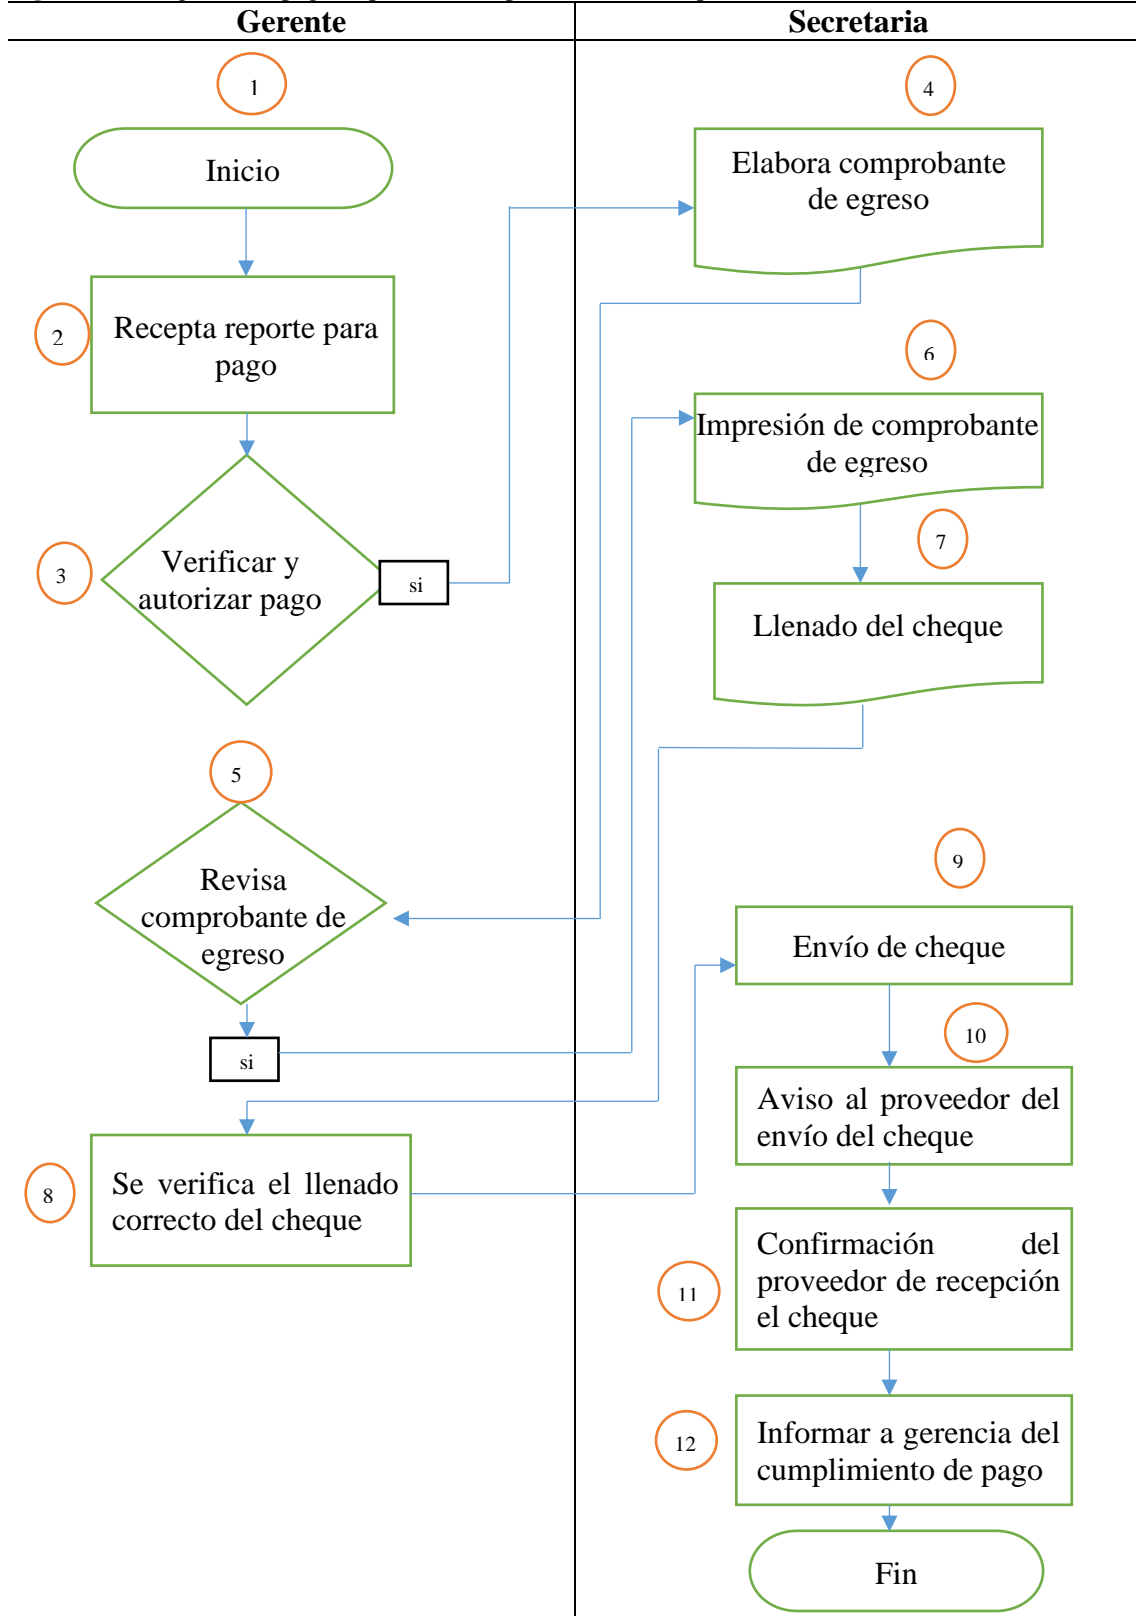 Gerente
Secretaria
1
Inicio
2
Recepta reporte para
pago
3
Verificar y
autorizar pago
si
4
Elabora comprobante
de egreso
5
Revisa
comprobante de
egreso
si
6
Impresión de comprobante
de egreso
7
Llenado del cheque
8
Se verifica el llenado
correcto del cheque
9
Envío de cheque
10
Aviso al proveedor del
envío del cheque
11
Confirmación del
proveedor de recepción
el cheque
12
Informar a gerencia del
cumplimiento de pago
Fin